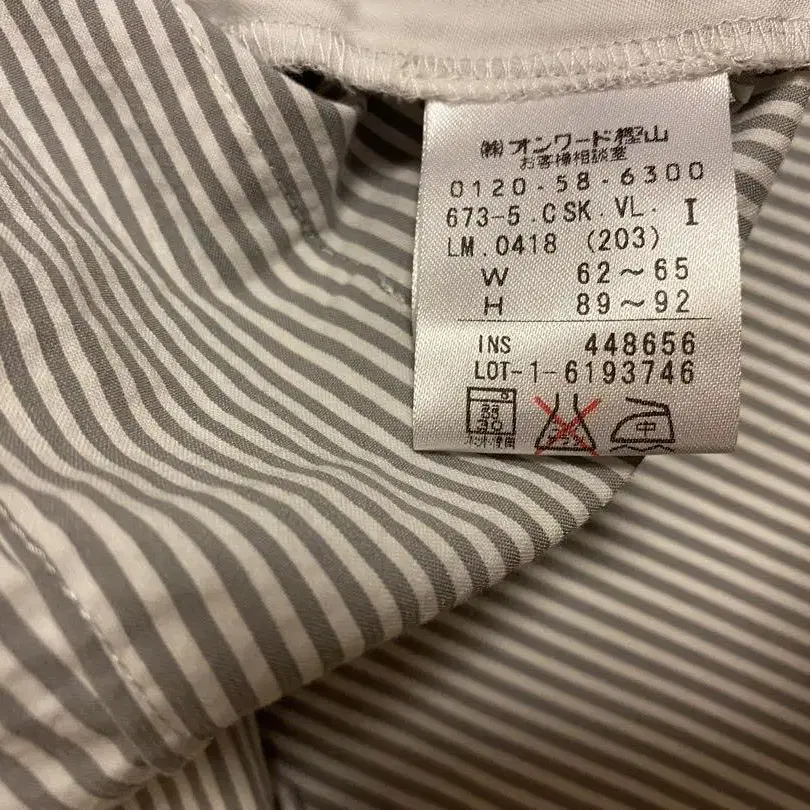 ㈱オンワード樫山
お客様相談室
0120-58-6300
673-5.CSK.VL. I
LM.0418 (203)
W 62～65
H 89～92
INS 448656
LOT-1-6193746
中